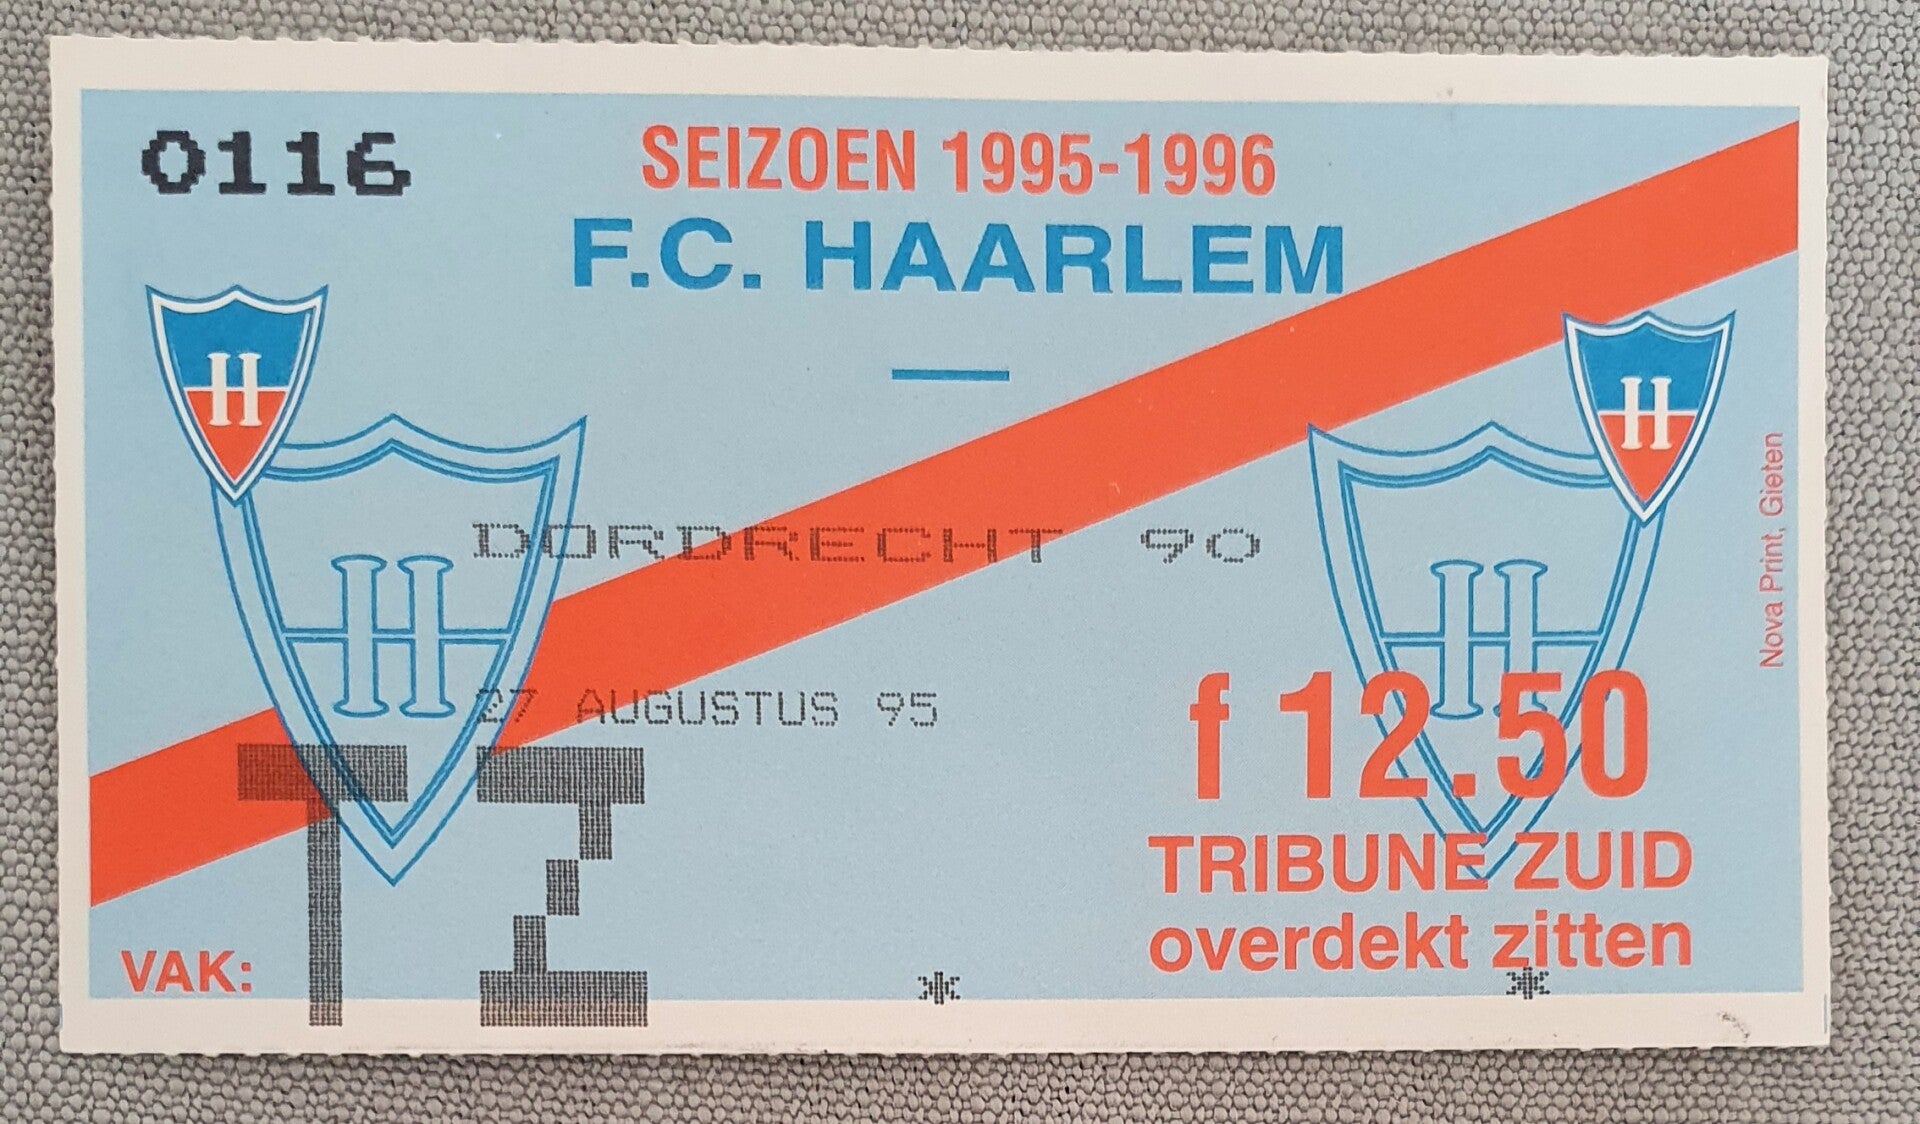 0116
SEIZOEN 1995-1996
F.C. HAARLEM
—
H
H
H
H
DORDRECHT 90
27 AUGUSTUS 95
f 12.50
TRIBUNE ZUID
overdekt zitten
VAK: TZ
* *
Nova Print, Gieten